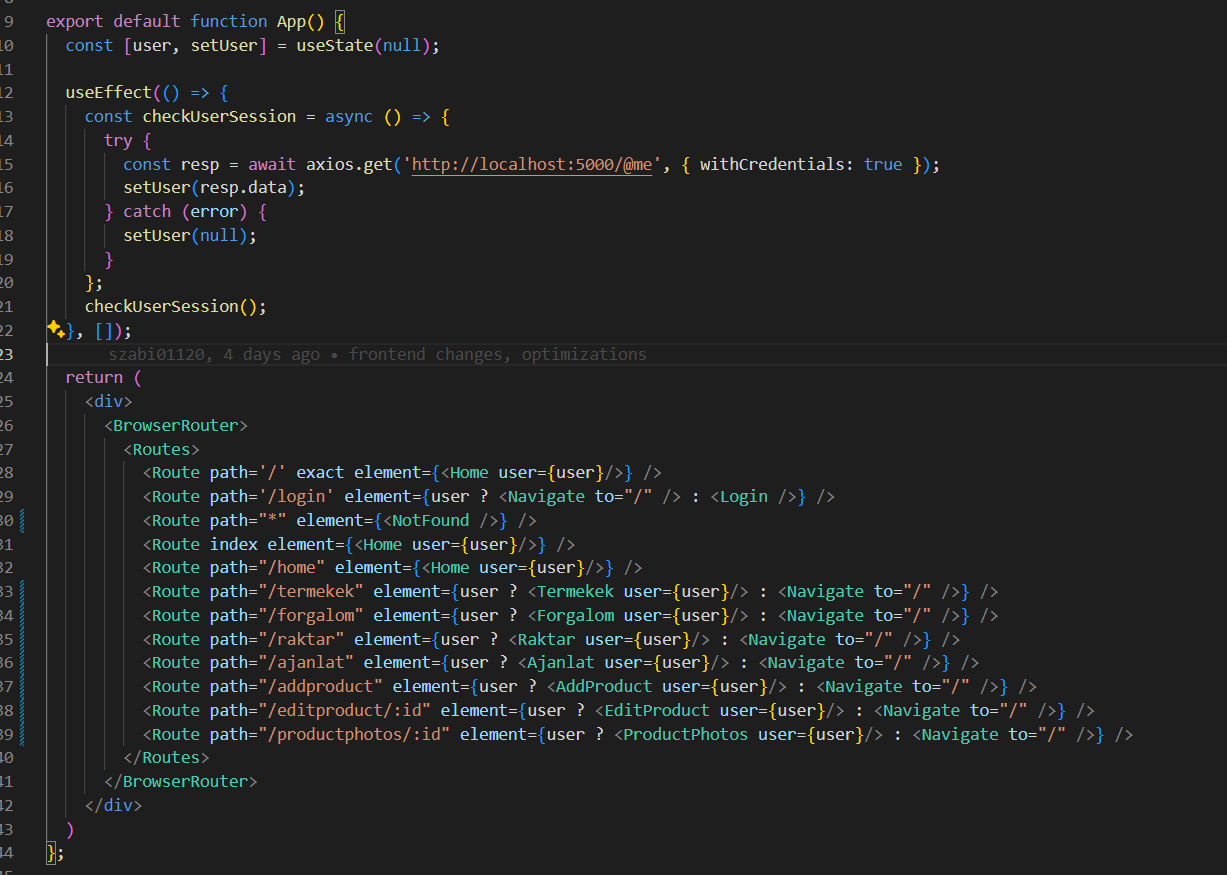 9 export default function App() {
10 const [user, setUser] = useState(null);
11
12 useEffect(() => {
13 const checkUserSession = async () => {
14 try {
15 const resp = await axios.get('http://localhost:5000/@me', { withCredentials: true });
16 setUser(resp.data);
17 } catch (error) {
18 setUser(null);
19 }
20 };
21 checkUserSession();
22 }, []);
23 szabi01120, 4 days ago • frontend changes, optimizations
24 return (
25 <div>
26 <BrowserRouter>
27 <Routes>
28 <Route path='/' exact element={<Home user={user}/>} />
29 <Route path='/login' element={user ? <Navigate to="/" /> : <Login />} />
30 <Route path="*" element={<NotFound />} />
31 <Route index element={<Home user={user}/>} />
32 <Route path="/home" element={<Home user={user}/>} />
33 <Route path="/termekek" element={user ? <Termekek user={user}/> : <Navigate to="/" />} />
34 <Route path="/forgalom" element={user ? <Forgalom user={user}/> : <Navigate to="/" />} />
35 <Route path="/raktar" element={user ? <Raktar user={user}/> : <Navigate to="/" />} />
36 <Route path="/ajanlat" element={user ? <Ajanlat user={user}/> : <Navigate to="/" />} />
37 <Route path="/addproduct" element={user ? <AddProduct user={user}/> : <Navigate to="/" />} />
38 <Route path="/editproduct/:id" element={user ? <EditProduct user={user}/> : <Navigate to="/" />} />
39 <Route path="/productphotos/:id" element={user ? <ProductPhotos user={user}/> : <Navigate to="/" />} />
40 </Routes>
41 </BrowserRouter>
42 </div>
43 )
44 };